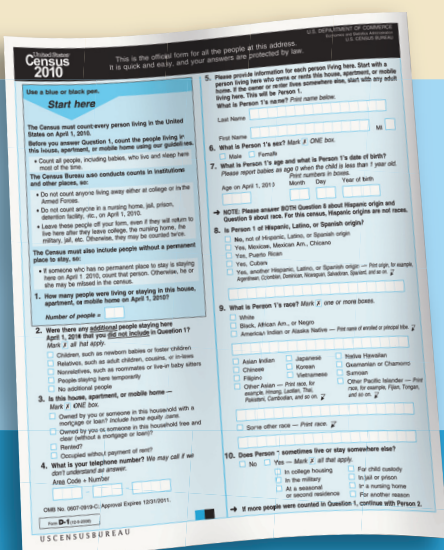 U.S. DEPARTMENT OF COMMERCE
Economics and Statistics Administration
U.S. CENSUS BUREAU
United States
Census
2010
This is the official form for all the people at this address.
It is quick and easy, and your answers are protected by law.
Use a blue or black pen.
Start here
The Census must count every person living in the United
States on April 1, 2010.
Before you answer Question 1, count the people living in
this house, apartment, or mobile home using our guidelines.
• Count all people, including babies, who live and sleep here
most of the time.
The Census Bureau also conducts counts in institutions
and other places, so:
• Do not count anyone living away either at college or in the
Armed Forces.
• Do not count anyone in a nursing home, jail, prison,
detention facility, etc., on April 1, 2010.
• Leave these people off your form, even if they will return to
live here after they leave college, the nursing home, the
military, jail, etc. Otherwise, they may be counted twice.
The Census must also include people without a permanent
place to stay, so:
• If someone who has no permanent place to stay is staying
here on April 1, 2010, count that person. Otherwise, he or
she may be missed in the census.
1. How many people were living or staying in this house,
apartment, or mobile home on April 1, 2010?
Number of people =
2. Were there any additional people staying here
April 1, 2010 that you did not include in Question 1?
Mark X all that apply.
Children, such as newborn babies or foster children
Relatives, such as adult children, cousins, or in-laws
Nonrelatives, such as roommates or live-in baby sitters
People staying here temporarily
No additional people
3. Is this house, apartment, or mobile home —
Mark X ONE box.
Owned by you or someone in this household with a
mortgage or loan? Include home equity loans.
Owned by you or someone in this household free and
clear (without a mortgage or loan)?
Rented?
Occupied without payment of rent?
4. What is your telephone number? We may call if we
don't understand an answer.
Area Code + Number
OMB No. 0607-0919-C: Approval Expires 12/31/2011.
Form D-1
USCENSUSBUREAU
5. Please provide information for each person living here. Start with a
person living here who owns or rents this house, apartment, or mobile
home. If the owner or renter lives somewhere else, start with any adult
living here. This will be Person 1.
What is Person 1's name? Print name below.
Last Name
First Name
MI
6. What is Person 1's sex? Mark X ONE box.
Male Female
7. What is Person 1's age and what is Person 1's date of birth?
Please report babies as age 0 when the child is less than 1 year old.
Print numbers in boxes.
Age on April 1, 2010 Month Day Year of birth
→ NOTE: Please answer BOTH Question 8 about Hispanic origin and
Question 9 about race. For this census, Hispanic origins are not races.
8. Is Person 1 of Hispanic, Latino, or Spanish origin?
No, not of Hispanic, Latino, or Spanish origin
Yes, Mexican, Mexican Am., Chicano
Yes, Puerto Rican
Yes, Cuban
Yes, another Hispanic, Latino, or Spanish origin — Print origin, for example,
Argentinean, Colombian, Dominican, Nicaraguan, Salvadoran, Spaniard, and so on.
9. What is Person 1's race? Mark X one or more boxes.
White
Black, African Am., or Negro
American Indian or Alaska Native — Print name of enrolled or principal tribe.
Asian Indian Japanese Native Hawaiian
Chinese Korean Guamanian or Chamorro
Filipino Vietnamese Samoan
Other Asian — Print race, for
example, Hmong, Laotian, Thai,
Pakistani, Cambodian, and so on.
Other Pacific Islander — Print
race, for example, Fijian, Tongan,
and so on.
Some other race — Print race.
10. Does Person 1 sometimes live or stay somewhere else?
No Yes — Mark X all that apply.
In college housing For child custody
In the military In jail or prison
At a seasonal
or second residence
In a nursing home
For another reason
→ If more people were counted in Question 1, continue with Person 2.